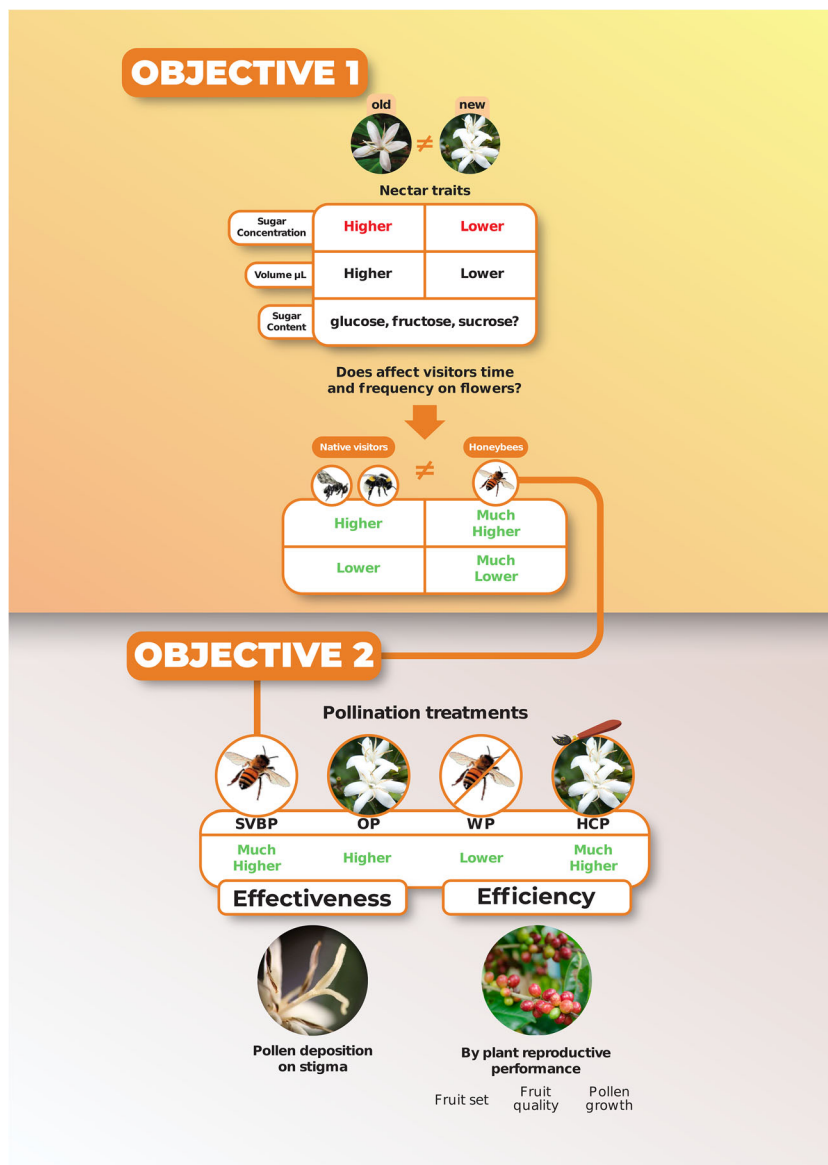 OBJECTIVE 1
old
new
≠
Nectar traits
Sugar
Concentration
Higher
Lower
Volume µL
Higher
Lower
Sugar
Content
glucose, fructose, sucrose?
Does affect visitors time
and frequency on flowers?
Native visitors
≠
Honeybees
Higher
Much
Higher
Lower
Much
Lower
OBJECTIVE 2
Pollination treatments
SVBP
OP
WP
HCP
Much
Higher
Higher
Lower
Much
Higher
Effectiveness
Efficiency
Pollen deposition
on stigma
By plant reproductive
performance
Fruit set
Fruit
quality
Pollen
growth